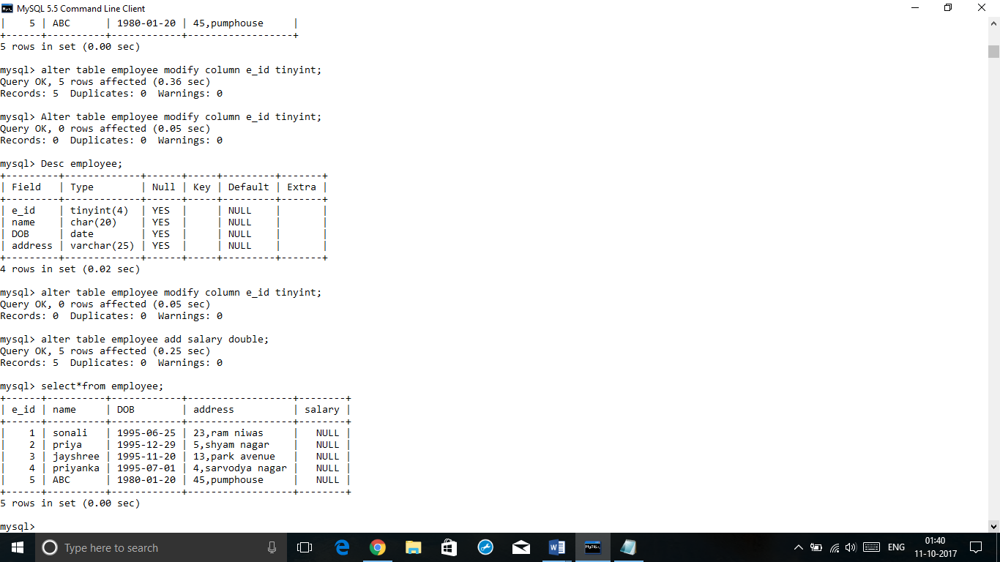 MySQL 5.5 Command Line Client
|    5 | ABC      | 1980-01-20 | 45,pumphouse     |
+------+----------+------------+------------------+
5 rows in set (0.00 sec)
mysql> alter table employee modify column e_id tinyint;
Query OK, 5 rows affected (0.36 sec)
Records: 5  Duplicates: 0  Warnings: 0
mysql> Alter table employee modify column e_id tinyint;
Query OK, 0 rows affected (0.05 sec)
Records: 0  Duplicates: 0  Warnings: 0
mysql> Desc employee;
+---------+-------------+------+-----+---------+-------+
| Field   | Type        | Null | Key | Default | Extra |
+---------+-------------+------+-----+---------+-------+
| e_id    | tinyint(4)  | YES  |     | NULL    |       |
| name    | char(20)    | YES  |     | NULL    |       |
| DOB     | date        | YES  |     | NULL    |       |
| address | varchar(25) | YES  |     | NULL    |       |
+---------+-------------+------+-----+---------+-------+
4 rows in set (0.02 sec)
mysql> alter table employee modify column e_id tinyint;
Query OK, 0 rows affected (0.05 sec)
Records: 0  Duplicates: 0  Warnings: 0
mysql> alter table employee add salary double;
Query OK, 5 rows affected (0.25 sec)
Records: 5  Duplicates: 0  Warnings: 0
mysql> select*from employee;
+------+----------+------------+------------------+--------+
| e_id | name     | DOB        | address          | salary |
+------+----------+------------+------------------+--------+
|    1 | sonali   | 1995-06-25 | 23,ram niwas     |   NULL |
|    2 | priya    | 1995-12-29 | 5,shyam nagar    |   NULL |
|    3 | jayshree | 1995-11-20 | 13,park avenue   |   NULL |
|    4 | priyanka | 1995-07-01 | 4,sarvodya nagar |   NULL |
|    5 | ABC      | 1980-01-20 | 45,pumphouse     |   NULL |
+------+----------+------------+------------------+--------+
5 rows in set (0.00 sec)
mysql>
Type here to search
ENG
01:40
11-10-2017